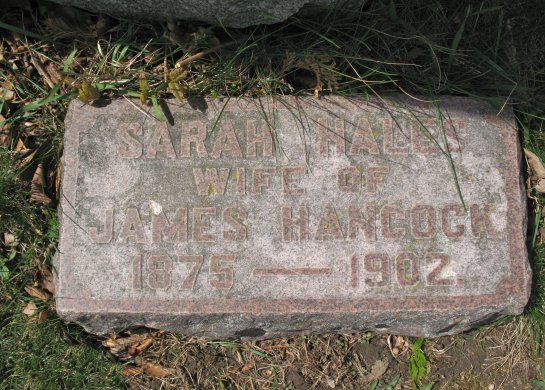 SARAH HALES
WIFE OF
JAMES HANCOCK
1875 — 1902.